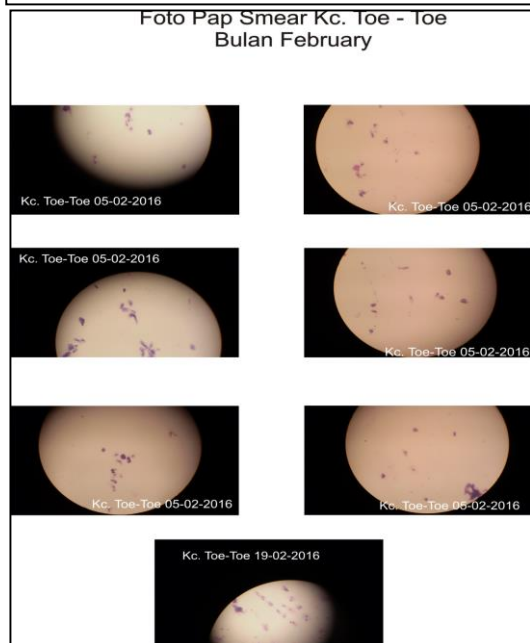 Foto Pap Smear Kc. Toe - Toe
Bulan February
Kc. Toe-Toe 05-02-2016
Kc. Toe-Toe 05-02-2016
Kc. Toe-Toe 05-02-2016
Kc. Toe-Toe 05-02-2016
Kc. Toe-Toe 05-02-2016
Kc. Toe-Toe 05-02-2016
Kc. Toe-Toe 19-02-2016